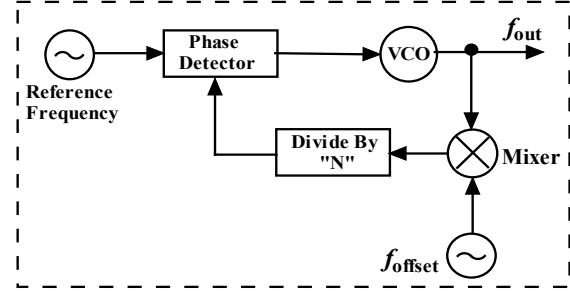 Phase
Detector
VCO
fout
Reference
Frequency
Divide By
"N"
Mixer
foffset